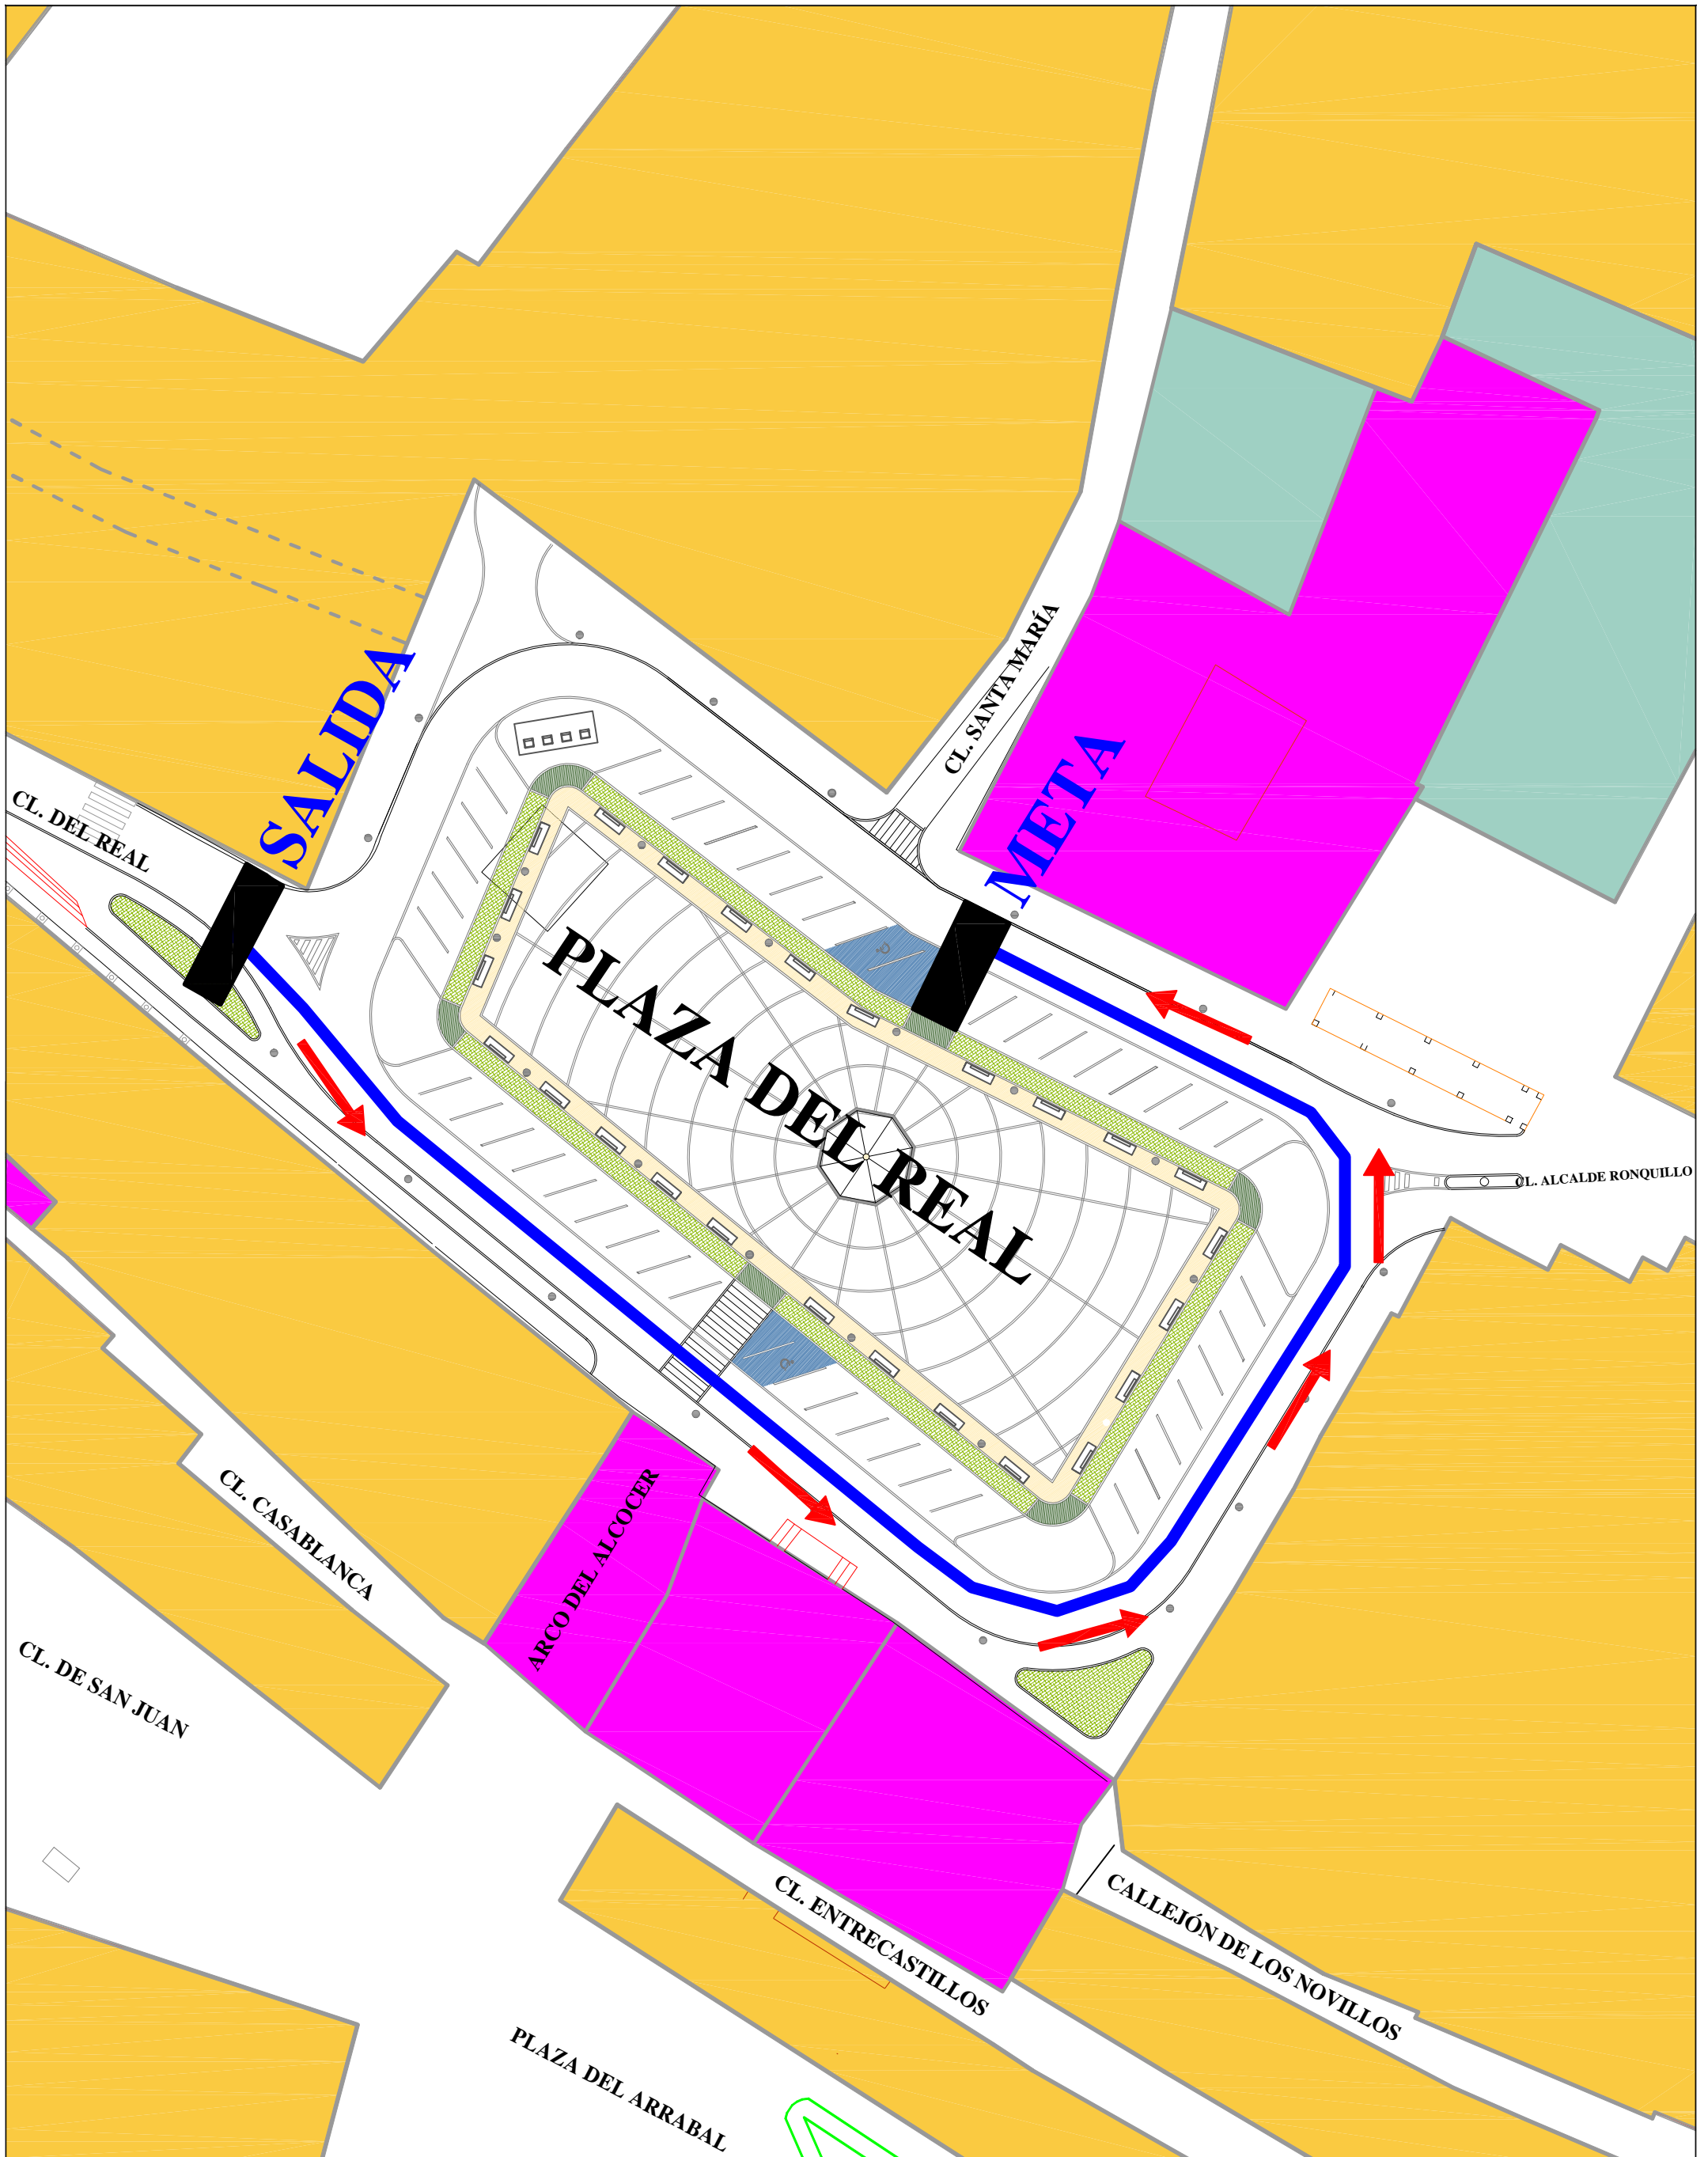 CL. SANTA MARÍA
SALIDA
META
CL. DEL REAL
PLAZA DEL REAL
CL. ALCALDE RONQUILLO
ARCO DEL ALCOCER
CL. CASABLANCA
CL. DE SAN JUAN
CL. ENTRECASTILLOS
CALLEJÓN DE LOS NOVILLOS
PLAZA DEL ARRABAL